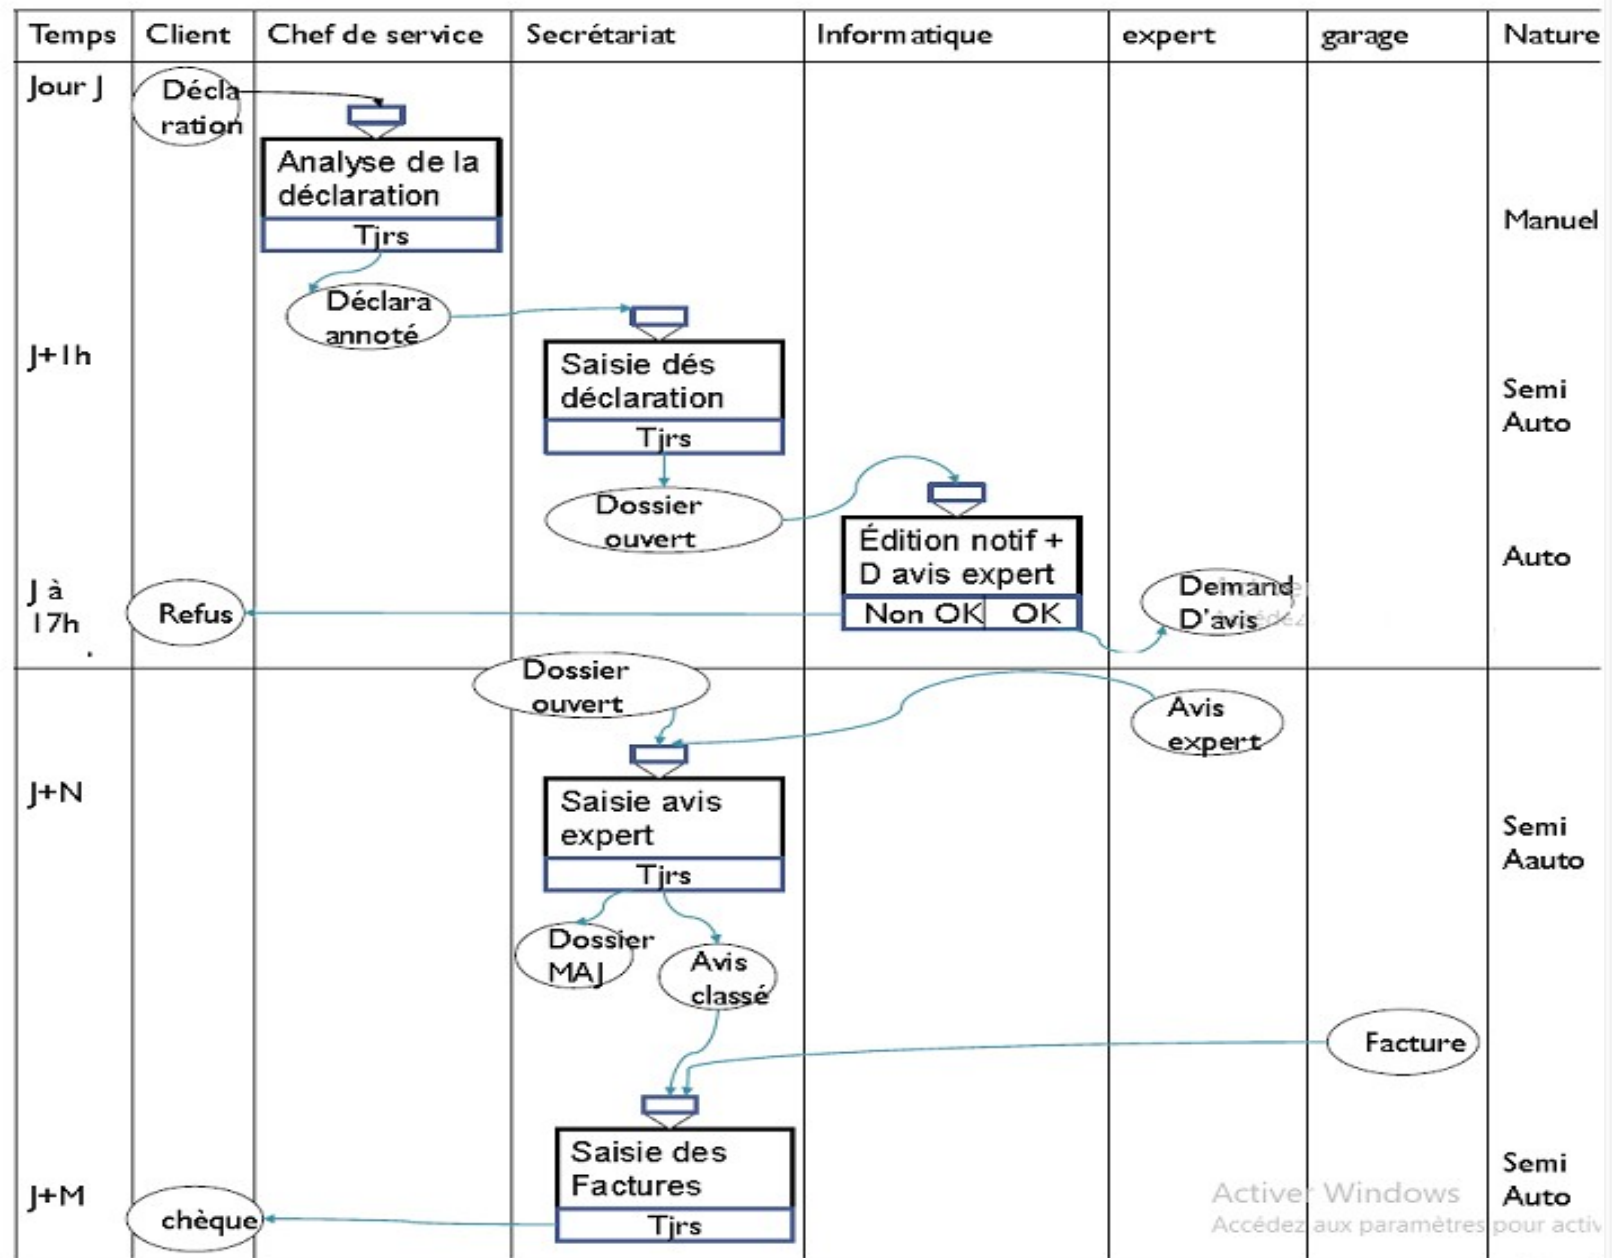 Temps Client Chef de service Secrétariat Informatique expert garage Nature
Jour J
Décla
ration
Analyse de la
déclaration
Tjrs
Manuel
Déclara
annoté
J+1h
Saisie dés
déclaration
Tjrs
Semi
Auto
Dossier
ouvert
Édition notif +
D avis expert
Non OK OK
Auto
Demand
D'avis
J à
17h
.
Refus
Dossier
ouvert
Avis
expert
J+N
Saisie avis
expert
Tjrs
Semi
Aauto
Dossier
MAJ
Avis
classé
Facture
Saisie des
Factures
Tjrs
J+M
chèque
Semi
Auto
Activer Windows
Accédez aux paramètres pour activ